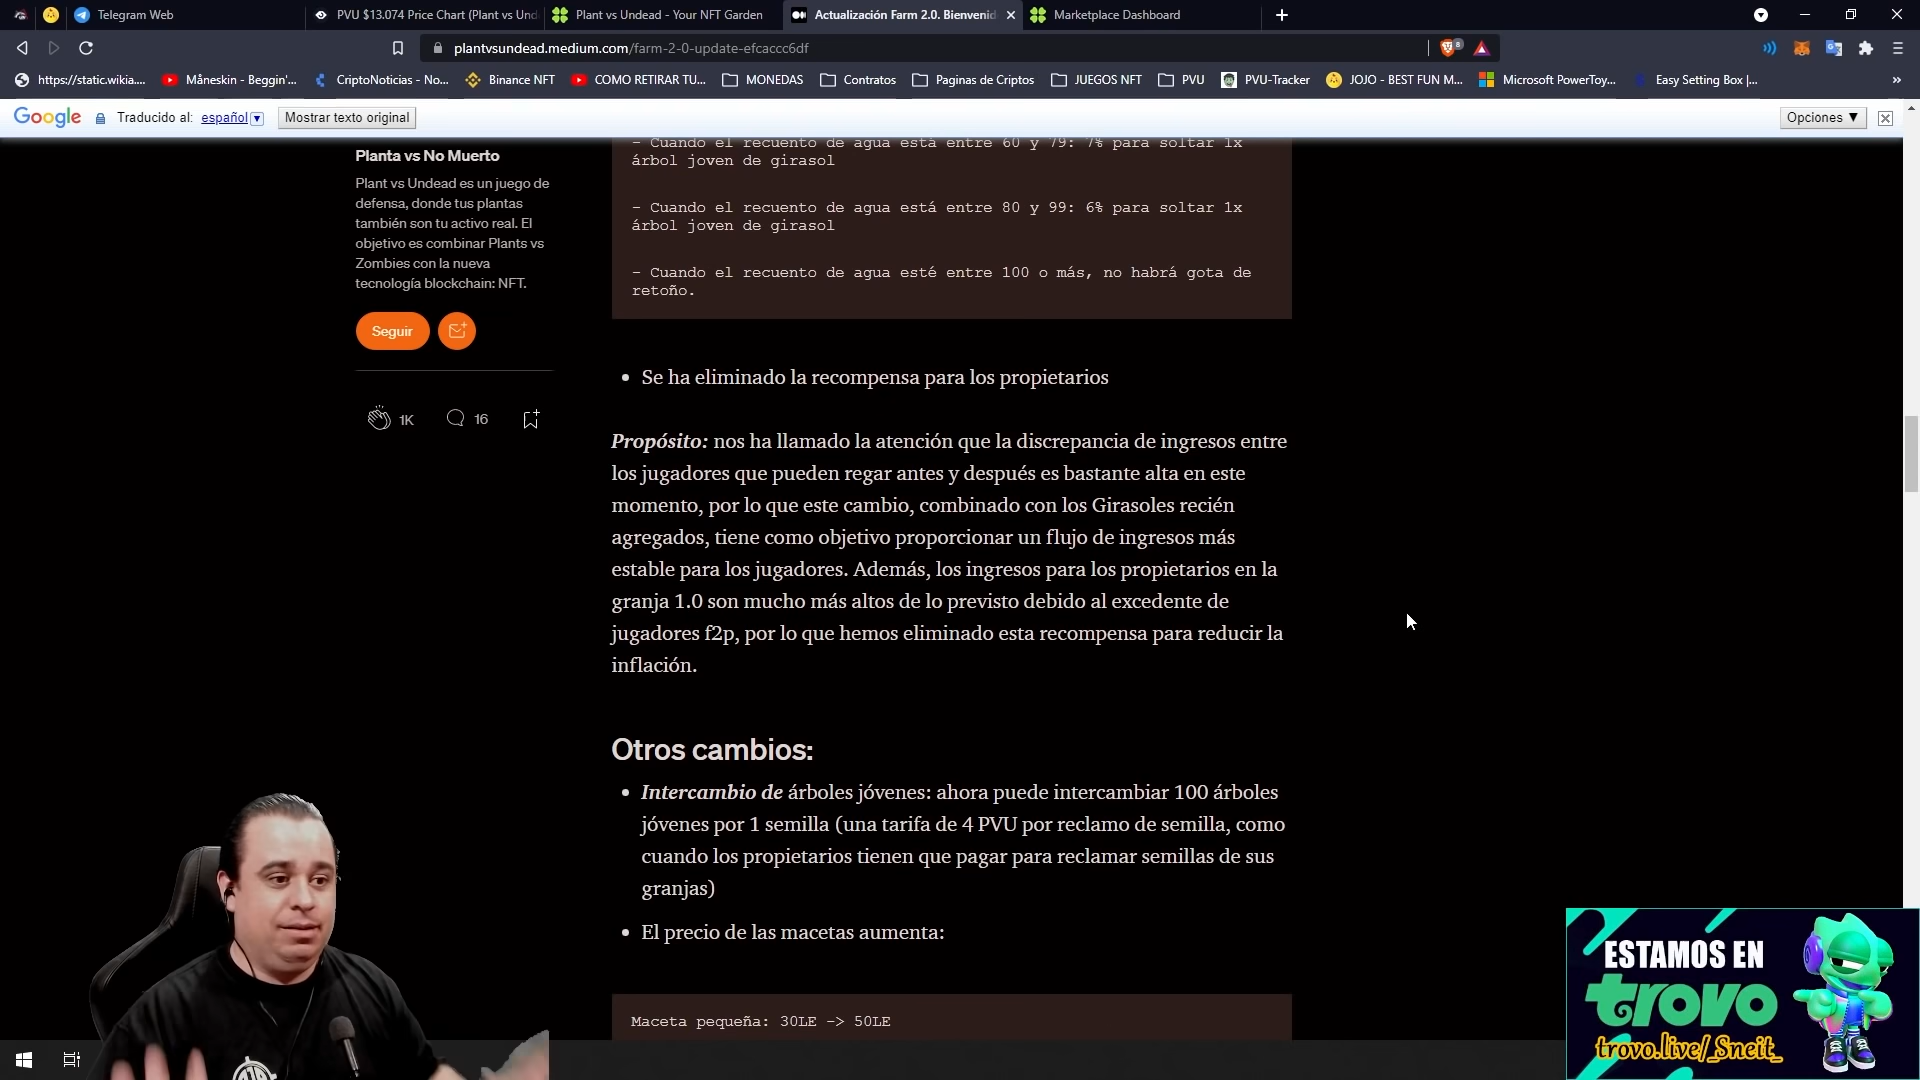 Telegram Web
PVU $13.074 Price Chart (Plant vs Und
Plant vs Undead - Your NFT Garden
Actualización Farm 2.0. Bienvenid
Marketplace Dashboard
plantvsundead.medium.com/farm-2-0-update-efcaccc6df
https://static.wikia....
Måneskin - Beggin'...
CriptoNoticias - No...
Binance NFT
COMO RETIRAR TU...
MONEDAS
Contratos
Paginas de Criptos
JUEGOS NFT
PVU
PVU-Tracker
JOJO - BEST FUN M...
Microsoft PowerToy...
Easy Setting Box |...
Google
Traducido al: español
Mostrar texto original
Opciones ▼
Planta vs No Muerto
Plant vs Undead es un juego de
defensa, donde tus plantas
también son tu activo real. El
objetivo es combinar Plants vs
Zombies con la nueva
tecnología blockchain: NFT.
Seguir
1K
16
- Cuando el recuento de agua está entre 60 y 79: 7% para soltar 1x
árbol joven de girasol
- Cuando el recuento de agua está entre 80 y 99: 6% para soltar 1x
árbol joven de girasol
- Cuando el recuento de agua esté entre 100 o más, no habrá gota de
retoño.
• Se ha eliminado la recompensa para los propietarios
Propósito: nos ha llamado la atención que la discrepancia de ingresos entre
los jugadores que pueden regar antes y después es bastante alta en este
momento, por lo que este cambio, combinado con los Girasoles recién
agregados, tiene como objetivo proporcionar un flujo de ingresos más
estable para los jugadores. Además, los ingresos para los propietarios en la
granja 1.0 son mucho más altos de lo previsto debido al excedente de
jugadores f2p, por lo que hemos eliminado esta recompensa para reducir la
inflación.
Otros cambios:
• Intercambio de árboles jóvenes: ahora puede intercambiar 100 árboles
jóvenes por 1 semilla (una tarifa de 4 PVU por reclamo de semilla, como
cuando los propietarios tienen que pagar para reclamar semillas de sus
granjas)
• El precio de las macetas aumenta:
Maceta pequeña: 30LE -> 50LE
ESTAMOS EN
trovo
trovo.live/_Sneit_